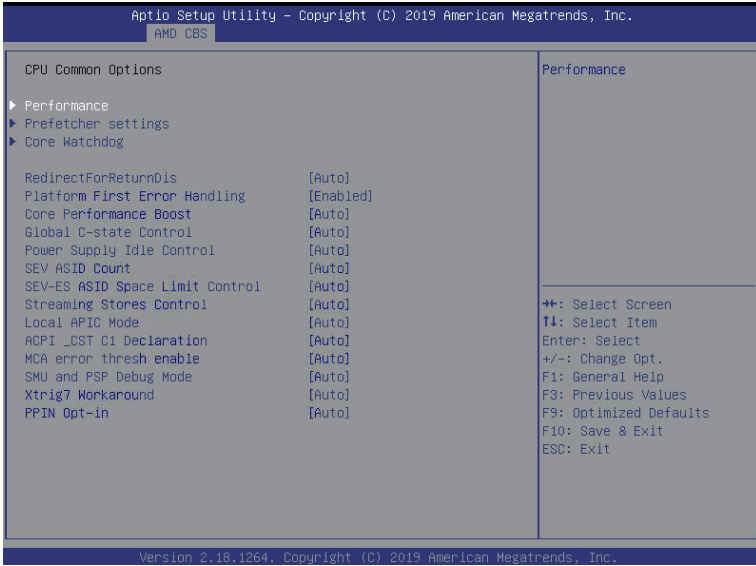 Aptio Setup Utility – Copyright (C) 2019 American Megatrends, Inc.
AMD CBS
CPU Common Options
Performance
Prefetcher settings
Core Watchdog
RedirectForReturnDis [Auto]
Platform First Error Handling [Enabled]
Core Performance Boost [Auto]
Global C-state Control [Auto]
Power Supply Idle Control [Auto]
SEV ASID Count [Auto]
SEV-ES ASID Space Limit Control [Auto]
Streaming Stores Control [Auto]
Local APIC Mode [Auto]
ACPI _CST C1 Declaration [Auto]
MCA error thresh enable [Auto]
SMU and PSP Debug Mode [Auto]
Xtrig7 Workaround [Auto]
PPIN Opt-in [Auto]
Performance
→←: Select Screen
↑↓: Select Item
Enter: Select
+/-: Change Opt.
F1: General Help
F3: Previous Values
F9: Optimized Defaults
F10: Save & Exit
ESC: Exit
Version 2.18.1264. Copyright (C) 2019 American Megatrends, Inc.